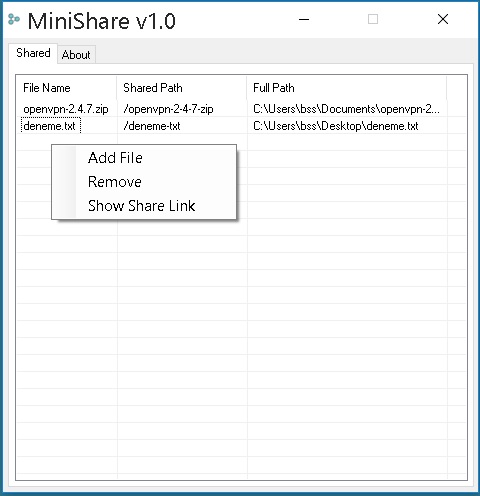 MiniShare v1.0
Shared About
File Name Shared Path Full Path
openvpn-2.4.7.zip /openvpn-2-4-7-zip C:\Users\bss\Documents\openvpn-2...
deneme.txt /deneme-txt C:\Users\bss\Desktop\deneme.txt
Add File
Remove
Show Share Link